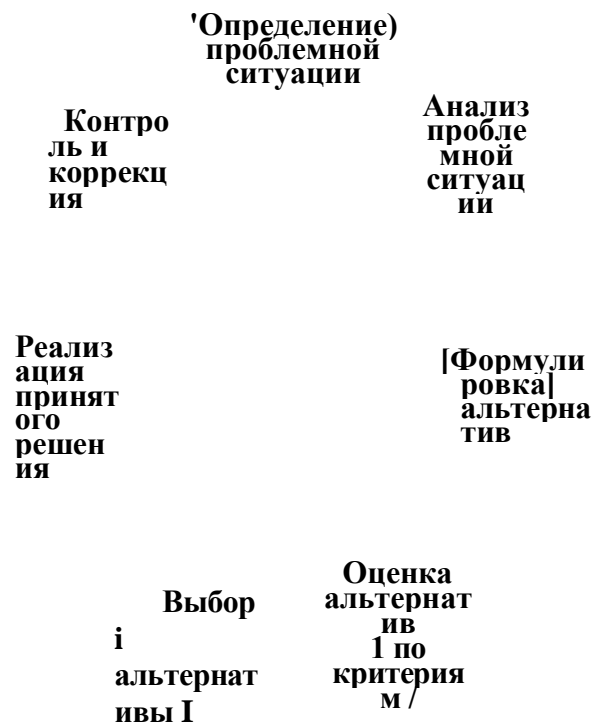 'Определение)
проблемной
ситуации
Контро
ль и
коррекц
ия
Анализ
пробле
мной
ситуац
ии
Реализ
ация
принят
ого
решен
ия
[Формули
ровка]
альтерна
тив
Выбор
i
альтернат
ивы I
Оценка
альтернат
ив
1 по
критерия
м /